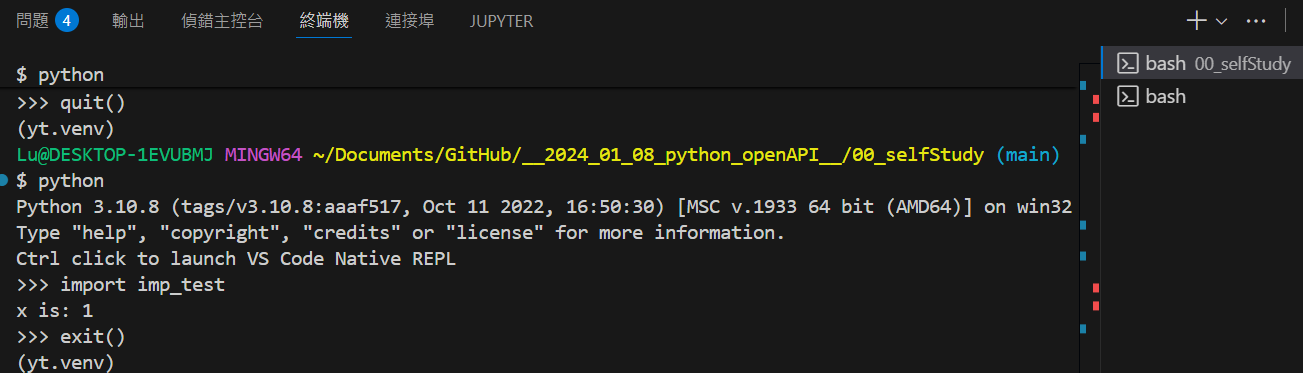 問題 4 輸出 偵錯主控台 終端機 連接埠 JUPYTER
$ python
>>> quit()
(yt.venv)
Lu@DESKTOP-1EVUBMJ MINGW64 ~/Documents/GitHub/__2024_01_08_python_openAPI__/00_selfStudy (main)
$ python
Python 3.10.8 (tags/v3.10.8:aaaf517, Oct 11 2022, 16:50:30) [MSC v.1933 64 bit (AMD64)] on win32
Type "help", "copyright", "credits" or "license" for more information.
Ctrl click to launch VS Code Native REPL
>>> import imp_test
x is: 1
>>> exit()
(yt.venv)
bash 00_selfStudy
bash